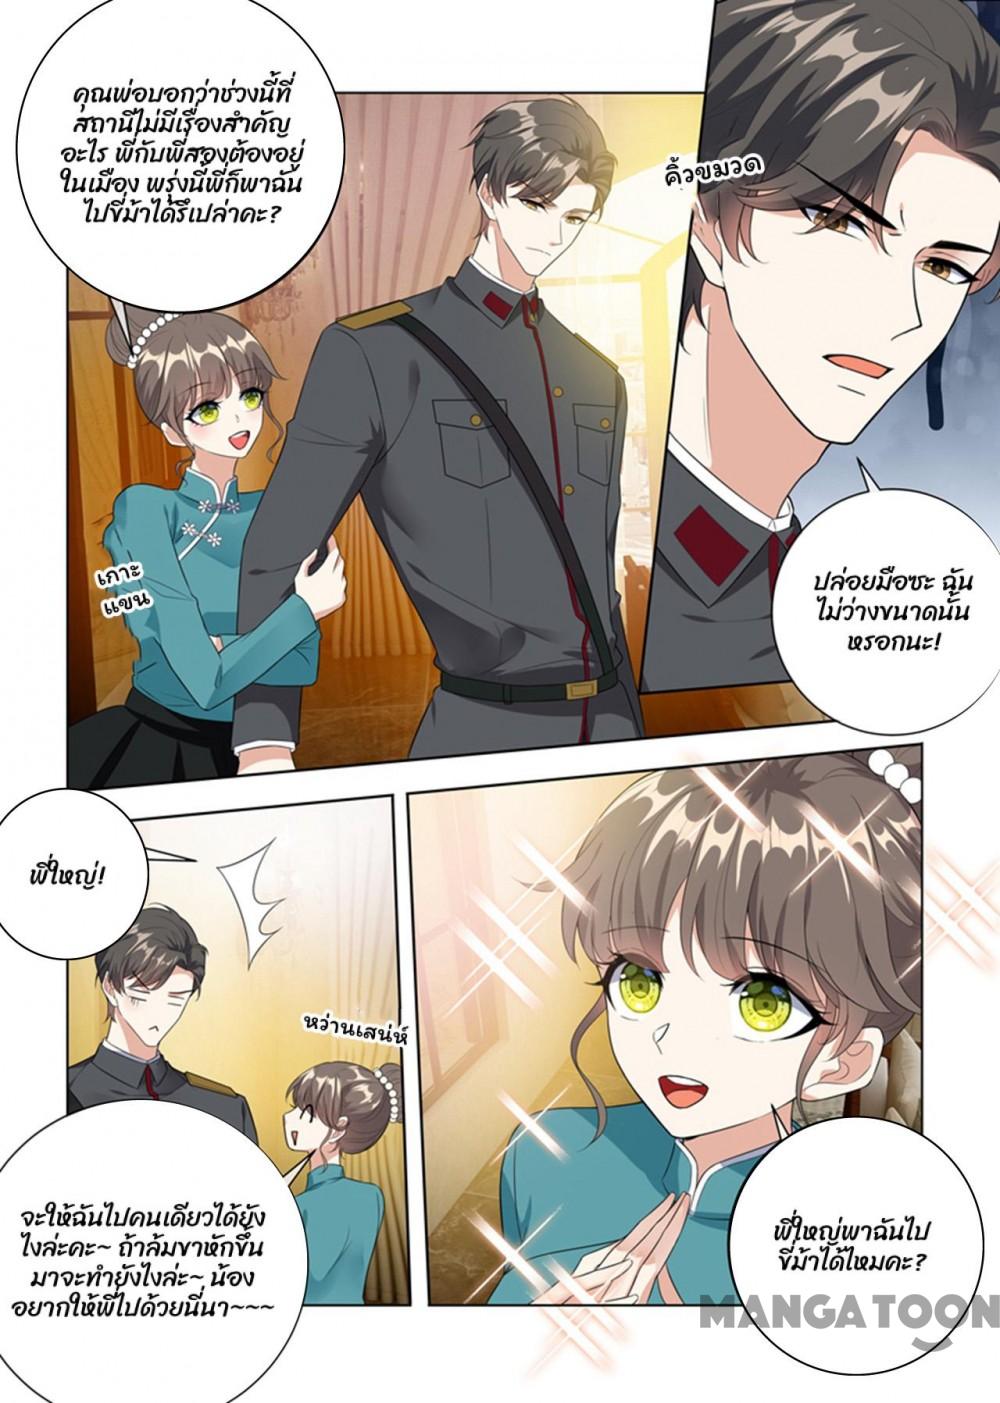 คุณพ่อบอกว่าช่วงนี้ที่
สถานีไม่มีเรื่องสำคัญ
อะไร พี่กับพี่สองต้องอยู่
ในเมือง พรุ่งนี้พี่ก็พาฉัน
ไปขี่ม้าได้รึเปล่าคะ?
คิ้วขมวด
เกาะ
แขน
ปล่อยมือซะ ฉัน
ไม่ว่างขนาดนั้น
หรอกนะ!
พี่ใหญ่!
หว่านเสน่ห์
จะให้ฉันไปคนเดียวได้ยัง
ไงล่ะคะ~ ถ้าล้มขาหักขึ้น
มาจะทำยังไงล่ะ~ น้อง
อยากให้พี่ไปด้วยนี่นา~~~
พี่ใหญ่พาฉันไป
ขี่ม้าได้ไหมคะ?
MANGATOON